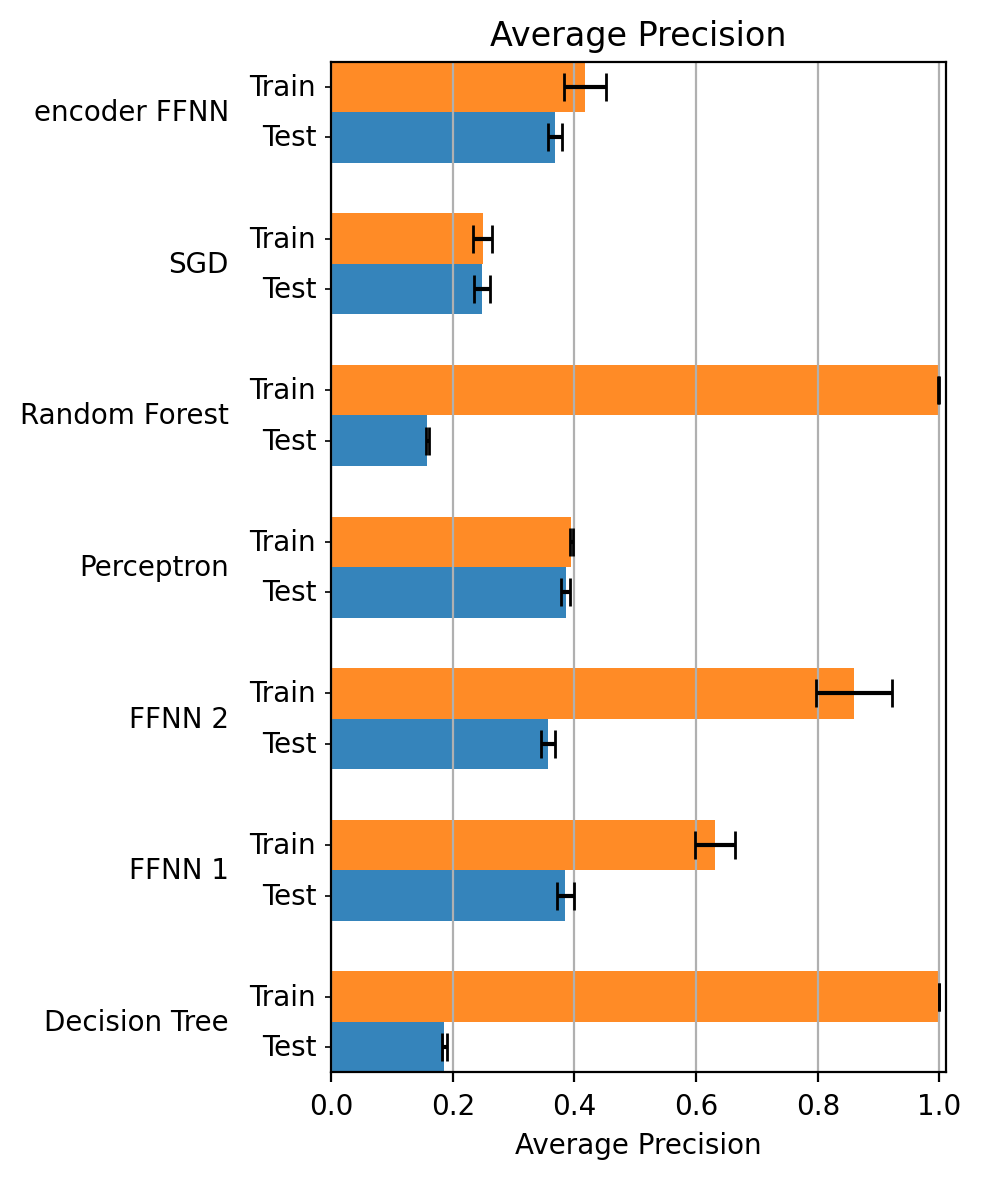 Average Precision
encoder FFNN
Train
Test
SGD
Train
Test
Random Forest
Train
Test
Perceptron
Train
Test
FFNN 2
Train
Test
FFNN 1
Train
Test
Decision Tree
Train
Test
0.0 0.2 0.4 0.6 0.8 1.0
Average Precision